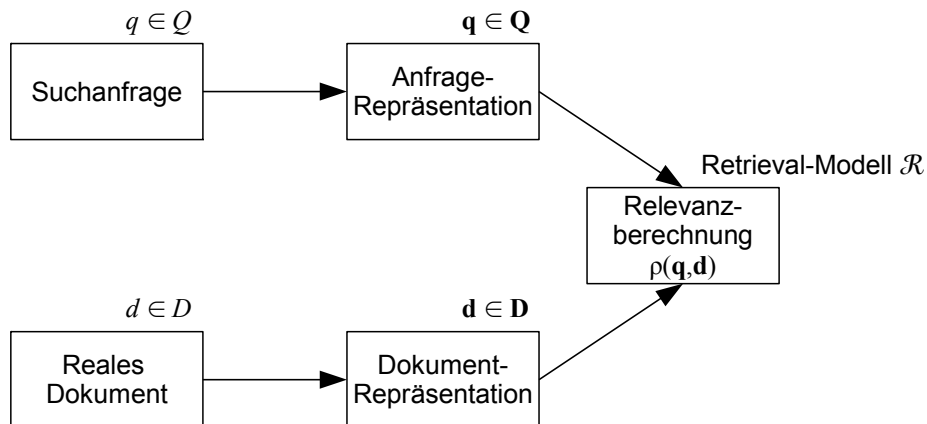 q ∈ Q
Suchanfrage
q ∈ Q
Anfrage-
Repräsentation
Retrieval-Modell ℛ
Relevanz-
berechnung
ρ(q,d)
d ∈ D
Reales
Dokument
d ∈ D
Dokument-
Repräsentation